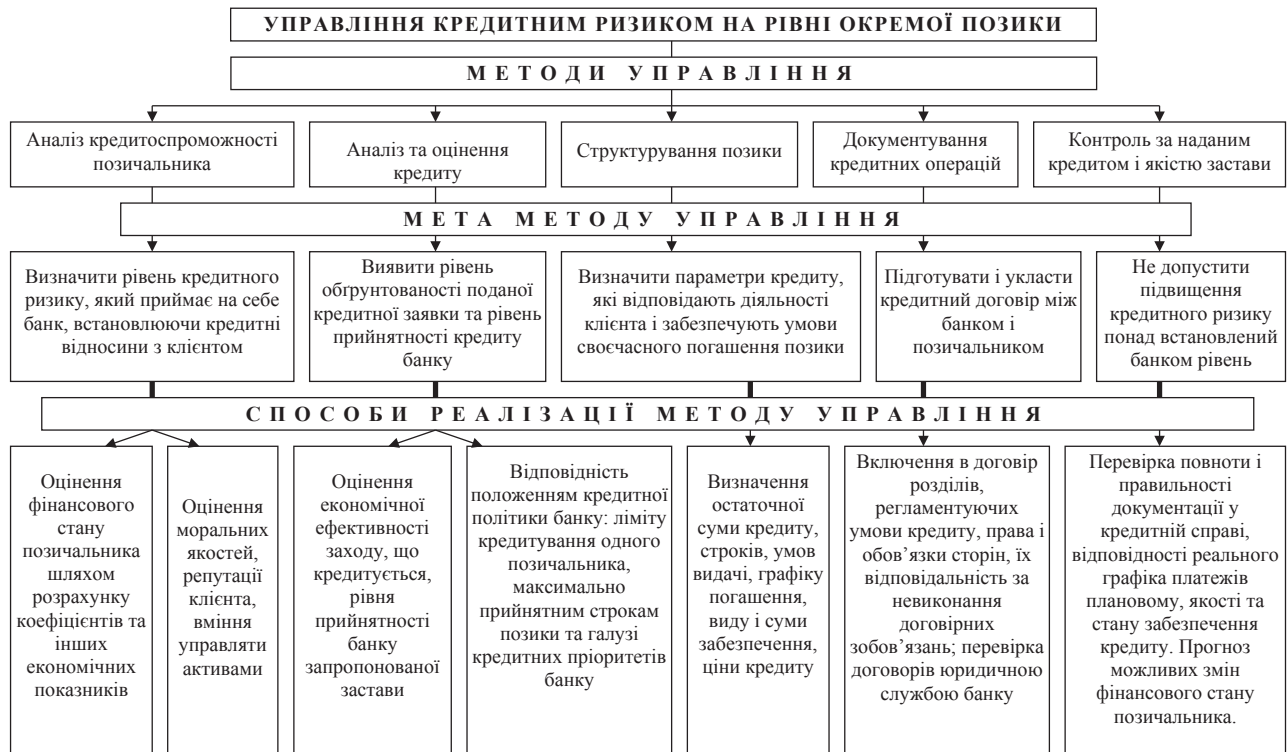 УПРАВЛІННЯ КРЕДИТНИМ РИЗИКОМ НА РІВНІ ОКРЕМОЇ ПОЗИКИ
МЕТОДИ УПРАВЛІННЯ
Аналіз кредитоспроможності
позичальника
Аналіз та оцінення
кредиту
Структурування позики
Документування
кредитних операцій
Контроль за наданим
кредитом і якістю застави
МЕТА МЕТОДУ УПРАВЛІННЯ
Визначити рівень кредитного
ризику, який приймає на себе
банк, встановлюючи кредитні
відносини з клієнтом
Виявити рівень
обґрунтованості поданої
кредитної заявки та рівень
прийнятності кредиту
банку
Визначити параметри кредиту,
які відповідають діяльності
клієнта і забезпечують умови
своєчасного погашення позики
Підготувати і укласти
кредитний договір між
банком і
позичальником
Не допустити
підвищення
кредитного ризику
понад встановлений
банком рівень
СПОСОБИ РЕАЛІЗАЦІЇ МЕТОДУ УПРАВЛІННЯ
Оцінення
фінансового
стану
позичальника
шляхом
розрахунку
коефіцієнтів та
інших
економічних
показників
Оцінення
моральних
якостей,
репутації
клієнта,
вміння
управляти
активами
Оцінення
економічної
ефективності
заходу, що
кредитується,
рівня
прийнятності
банку
запропонованої
застави
Відповідність
положенням кредитної
політики банку: ліміту
кредитування одного
позичальника,
максимально
прийнятним строкам
позики та галузі
кредитних пріоритетів
банку
Визначення
остаточної
суми кредиту,
строків, умов
видачі, графіку
погашення,
виду і суми
забезпечення,
ціни кредиту
Включення в договір
розділів,
регламентуючих
умови кредиту, права і
обов’язки сторін, їх
відповідальність за
невиконання
договірних
зобов’язань; перевірка
договорів юридичною
службою банку
Перевірка повноти і
правильності
документації у
кредитній справі,
відповідності реального
графіка платежів
плановому, якості та
стану забезпечення
кредиту. Прогноз
можливих змін
фінансового стану
позичальника.